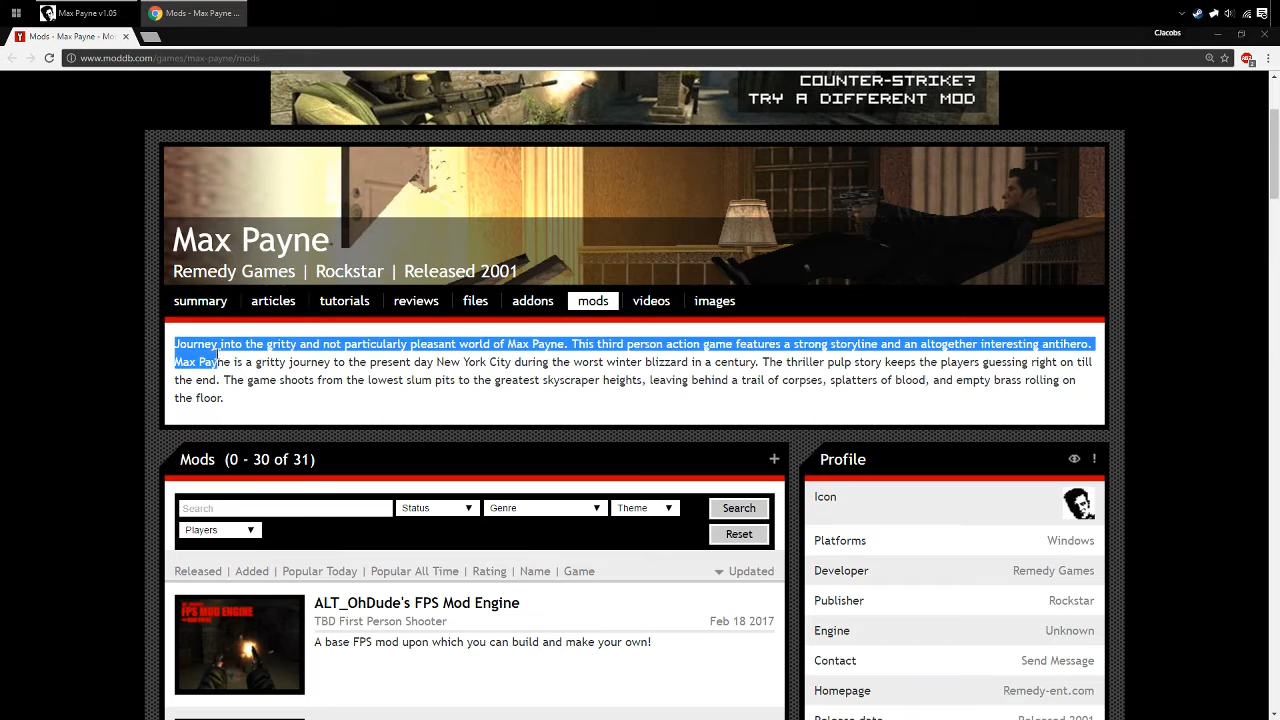 Max Payne v1.05
Mods - Max Payne ...
CJacobs
Mods - Max Payne - Mo
www.moddb.com/games/max-payne/mods
COUNTER-STRIKE?
TRY A DIFFERENT MOD
Max Payne
Remedy Games | Rockstar | Released 2001
summary articles tutorials reviews files addons mods videos images
Journey into the gritty and not particularly pleasant world of Max Payne. This third person action game features a strong storyline and an altogether interesting antihero.
Max Payne is a gritty journey to the present day New York City during the worst winter blizzard in a century. The thriller pulp story keeps the players guessing right on till
the end. The game shoots from the lowest slum pits to the greatest skyscraper heights, leaving behind a trail of corpses, splatters of blood, and empty brass rolling on
the floor.
Mods (0 - 30 of 31) +
Search Status Genre Theme Search
Players Reset
Released | Added | Popular Today | Popular All Time | Rating | Name | Game Updated
FPS MOD ENGINE
ALT_OhDude's FPS Mod Engine
TBD First Person Shooter Feb 18 2017
A base FPS mod upon which you can build and make your own!
Profile !
Icon
Platforms Windows
Developer Remedy Games
Publisher Rockstar
Engine Unknown
Contact Send Message
Homepage Remedy-ent.com
Release date Released 2001